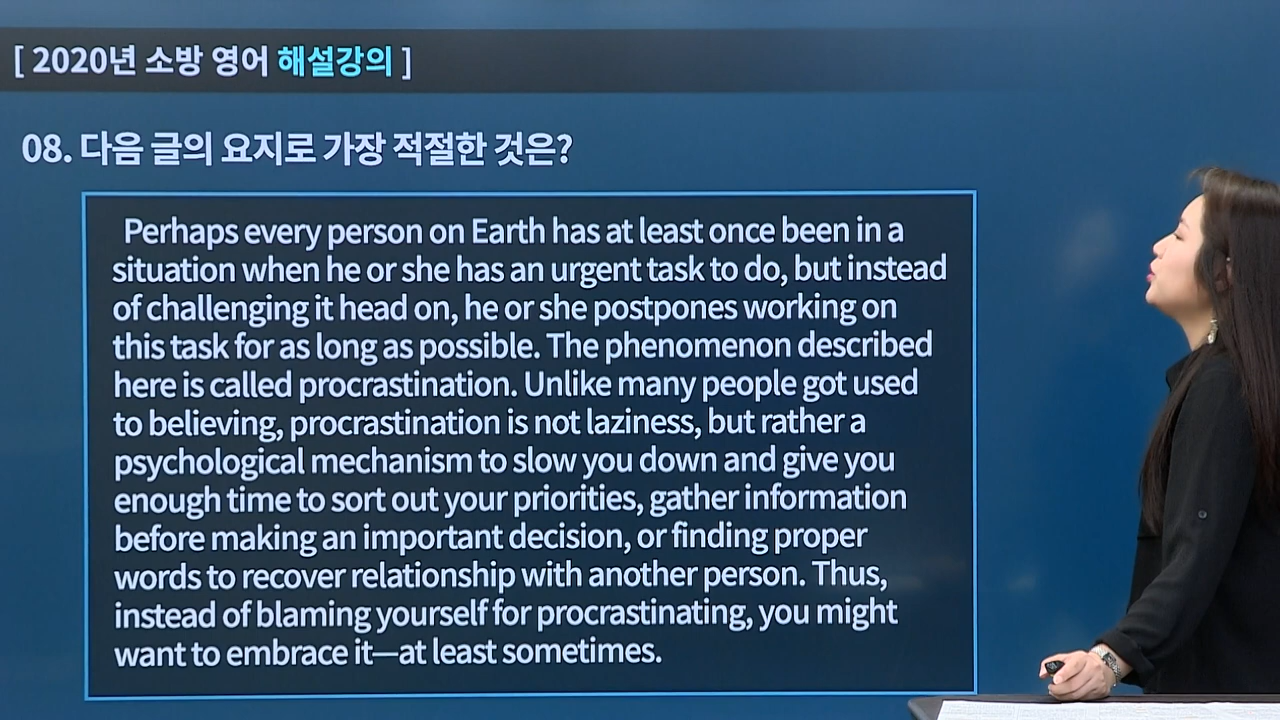 [ 2020년 소방 영어 해설강의 ]
08. 다음 글의 요지로 가장 적절한 것은?
Perhaps every person on Earth has at least once been in a
situation when he or she has an urgent task to do, but instead
of challenging it head on, he or she postpones working on
this task for as long as possible. The phenomenon described
here is called procrastination. Unlike many people got used
to believing, procrastination is not laziness, but rather a
psychological mechanism to slow you down and give you
enough time to sort out your priorities, gather information
before making an important decision, or finding proper
words to recover relationship with another person. Thus,
instead of blaming yourself for procrastinating, you might
want to embrace it—at least sometimes.